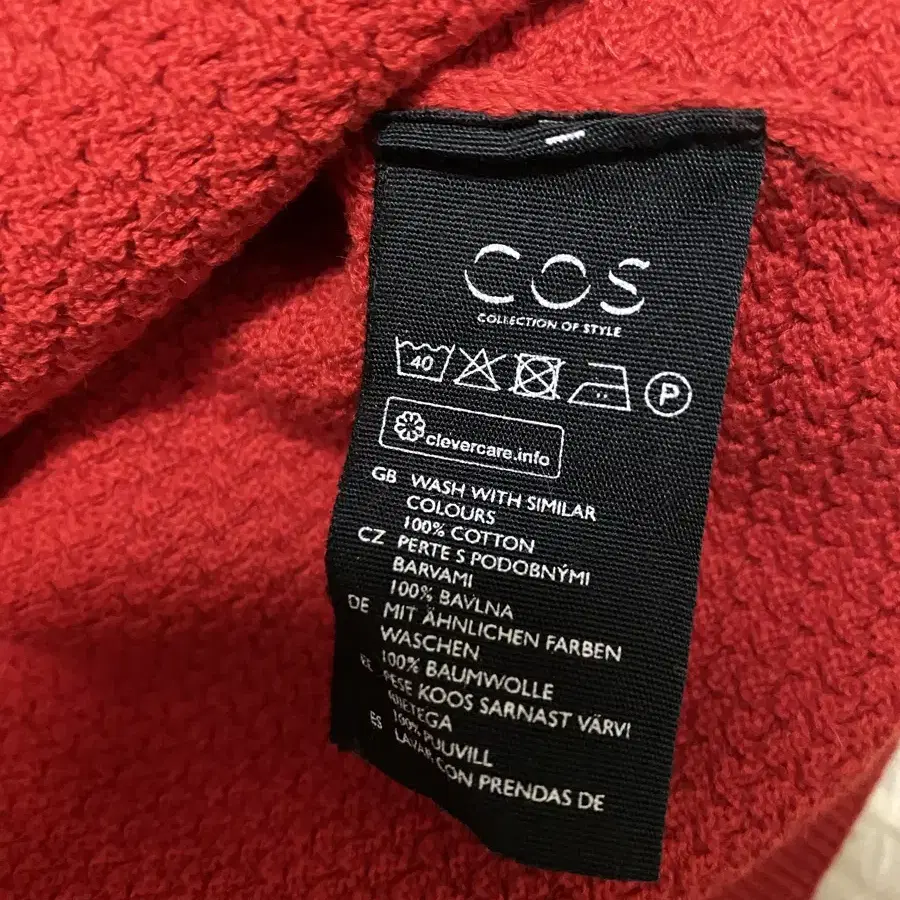 COS
COLLECTION OF STYLE
40
P
clevercare.info
GB WASH WITH SIMILAR
COLOURS
100% COTTON
CZ PERTE S PODOBNÝMI
BARVAMI
100% BAVLNA
DE MIT ÄHNLICHEN FARBEN
WASCHEN
100% BAUMWOLLE
EE PESE KOOS SARNAST VÄRVI
RIETEGA
100% PUUVILL
ES LAVAR CON PRENDAS DE